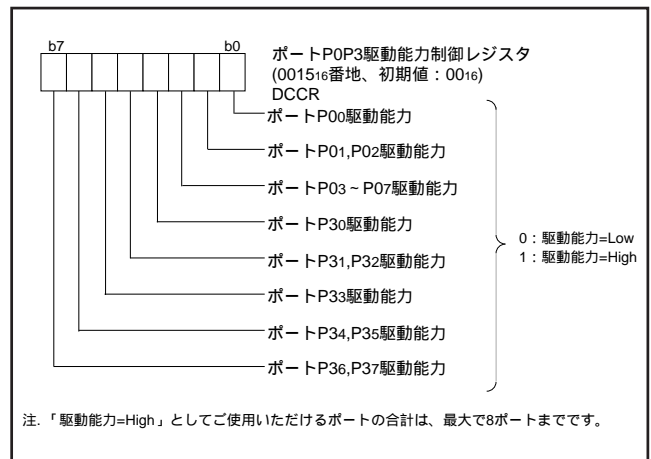 b7 b0
ポートP0P3駆動能力制御レジスタ
(0015₁₆番地、初期値：00₁₆)
DCCR
ポートP0₀駆動能力
ポートP0₁,P0₂駆動能力
ポートP0₃～P0₇駆動能力
ポートP3₀駆動能力
ポートP3₁,P3₂駆動能力
ポートP3₃駆動能力
ポートP3₄,P3₅駆動能力
ポートP3₆,P3₇駆動能力
0：駆動能力=Low
1：駆動能力=High
注. 「駆動能力=High」としてご使用いただけるポートの合計は、最大で8ポートまでです。